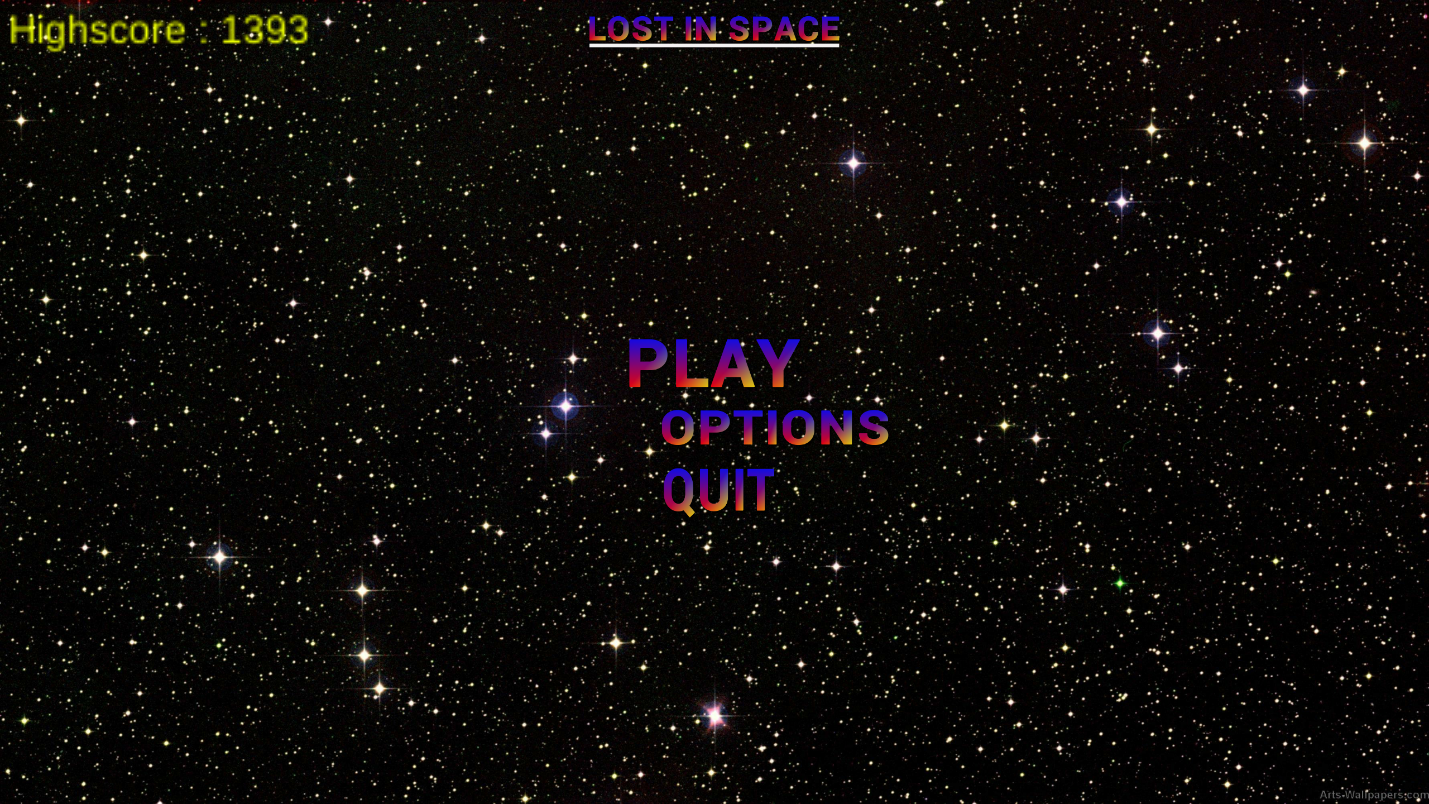 Highscore : 1393
LOST IN SPACE
PLAY
OPTIONS
QUIT
Arts-Wallpapers.com